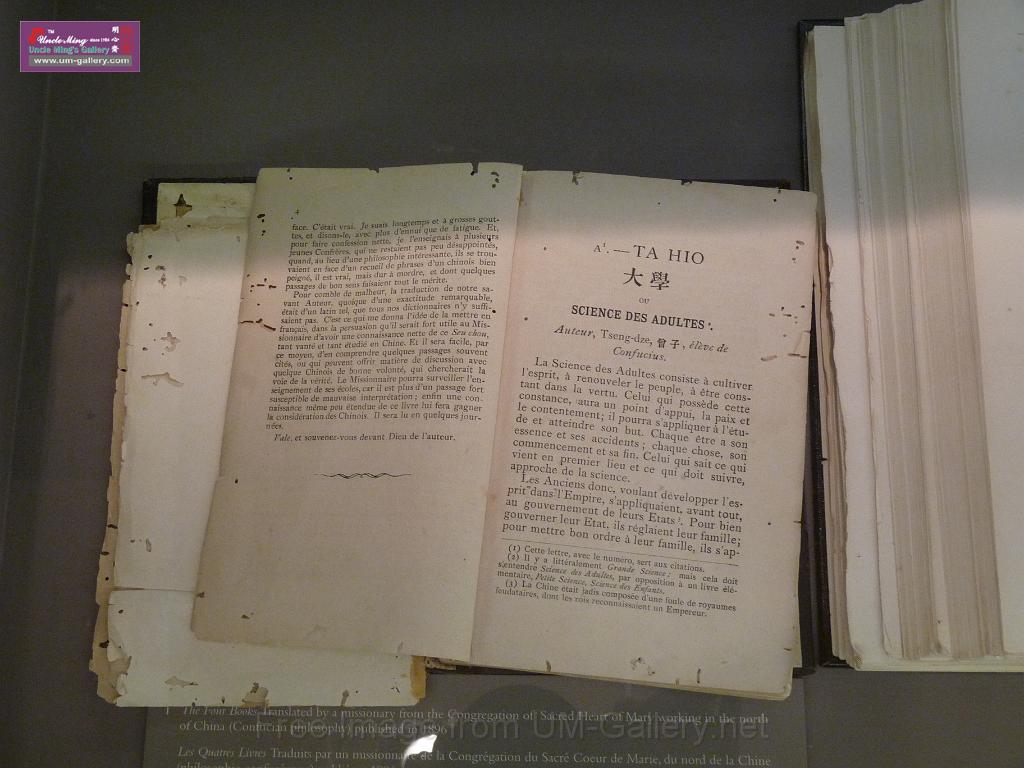 Uncle Ming since 1986
Uncle Ming's Gallery
www.um-gallery.com
face. C'était vrai. Je suais longtemps et à grosses gout-
tes, et disons-le, avec plus d'ennui que de fatigue. Et,
pour faire confession nette, je l'enseignais à plusieurs
jeunes Confrères, qui ne restaient pas peu désappointés,
quand, au lieu d'une philosophie intéressante, ils se trou-
vaient en face d'un recueil de phrases d'un chinois bien
peigné, il est vrai, mais dur à mordre, et dont quelques
passages de bon sens faisaient tout le mérite.
Pour comble de malheur, la traduction de notre sa-
vant Auteur, quoique d'une exactitude remarquable,
était d'un latin tel, que tous nos dictionnaires n'y suffi-
saient pas. C'est ce qui me donna l'idée de la mettre en
français, dans la persuasion qu'il serait fort utile au Mis-
sionnaire d'avoir une connaissance nette de ce Seu chou,
tant vanté et tant étudié en Chine. Et il sera facile, par
ce moyen, d'en comprendre quelques passages souvent
cités, ou qui peuvent offrir matière de discussion avec
quelque Chinois de bonne volonté, qui chercherait la
voie de la vérité. Le Missionnaire pourra surveiller l'en-
seignement de ses écoles, car il est plus d'un passage fort
susceptible de mauvaise interprétation ; enfin une con-
naissance même peu étendue de ce livre lui fera gagner
la considération des Chinois. Il sera lu en quelques jour-
nées.
Vale, et souvenez-vous devant Dieu de l'auteur.
A¹. — TA HIO
大學
OU
SCIENCE DES ADULTES ².
Auteur, Tseng-dze, 曾子, élève de
Confucius.
La Science des Adultes consiste à cultiver
l'esprit, à renouveler le peuple, à être cons-
tant dans la vertu. Celui qui possède cette
constance, aura un point d'appui, la paix et
le contentement ; il pourra s'appliquer à l'étu-
de et atteindre son but. Chaque être a son
essence et ses accidents ; chaque chose, son
commencement et sa fin. Celui qui sait ce qui
vient en premier lieu et ce qui doit suivre,
approche de la science.
Les Anciens donc, voulant développer l'es-
prit dans l'Empire, s'appliquaient, avant tout,
au gouvernement de leurs Etats ³. Pour bien
gouverner leur Etat, ils réglaient leur famille ;
pour mettre bon ordre à leur famille, ils s'ap-
(1) Cette lettre, avec le numero, sert aux citations.
(2) Il y a littéralement Grande Science ; mais cela doit
s'entendre Science des Adultes, par opposition à un livre élé-
mentaire, Petite Science, Science des Enfants.
(3) La Chine était jadis composée d'une foule de royaumes
feudataires, dont les rois reconnaissaient un Empereur.
1 The Four Books Translated by a missionary from the Congregation of Sacred Heart of Mary working in the north
of China (Confucian philosophy) published in 1896
Free image from UM-Gallery.net
Les Quatres Livres Traduits par un missionnaire de la Congrégation du Sacré Coeur de Marie, du nord de la Chine